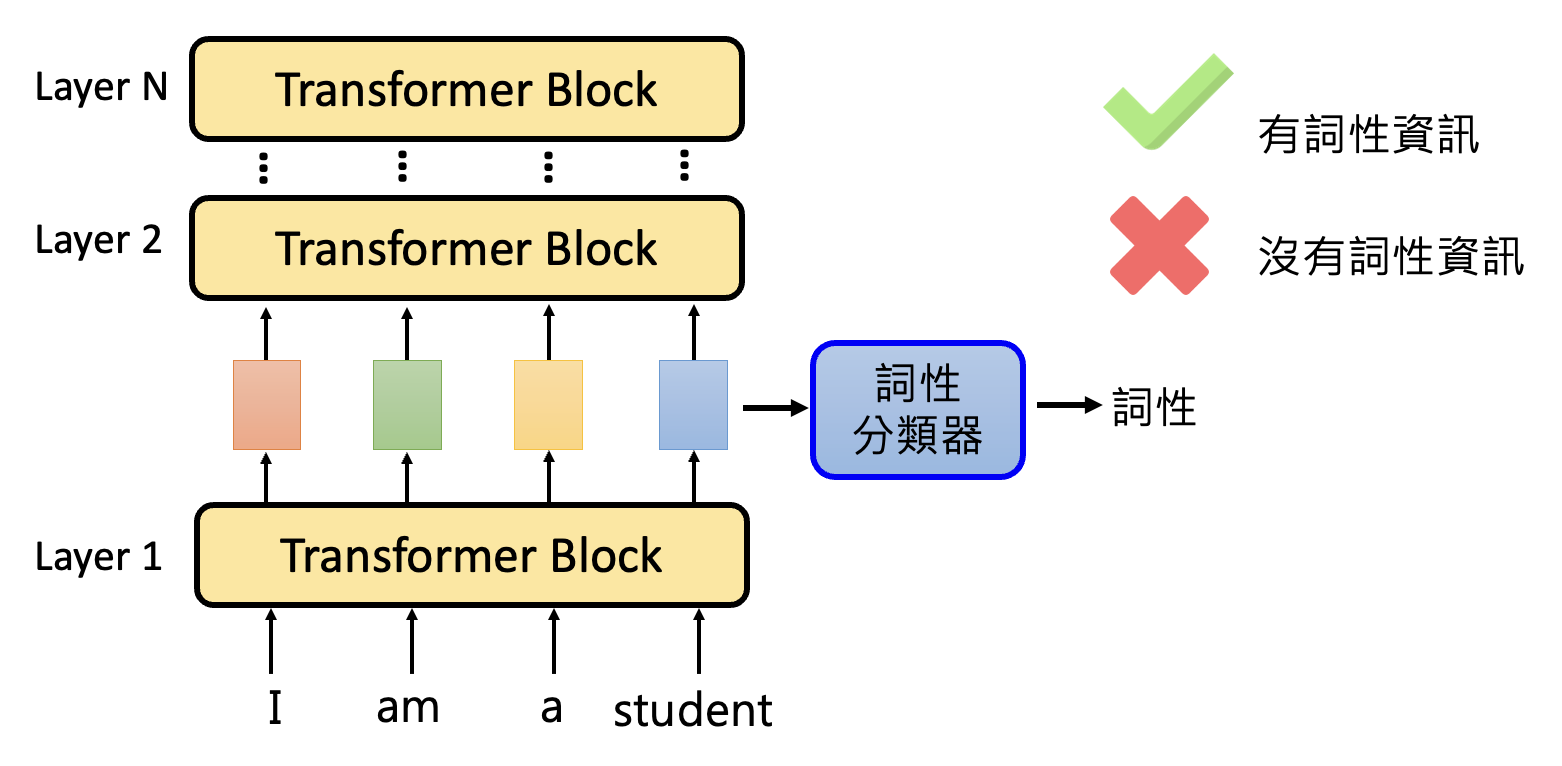 Layer N
Transformer Block
有詞性資訊
Layer 2
Transformer Block
沒有詞性資訊
詞性
分類器
詞性
Layer 1
Transformer Block
I am a student